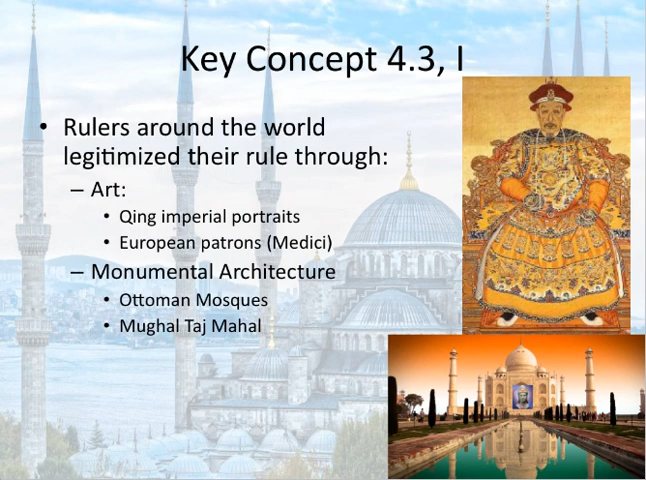 Key Concept 4.3, I
• Rulers around the world
legitimized their rule through:
– Art:
• Qing imperial portraits
• European patrons (Medici)
– Monumental Architecture
• Ottoman Mosques
• Mughal Taj Mahal